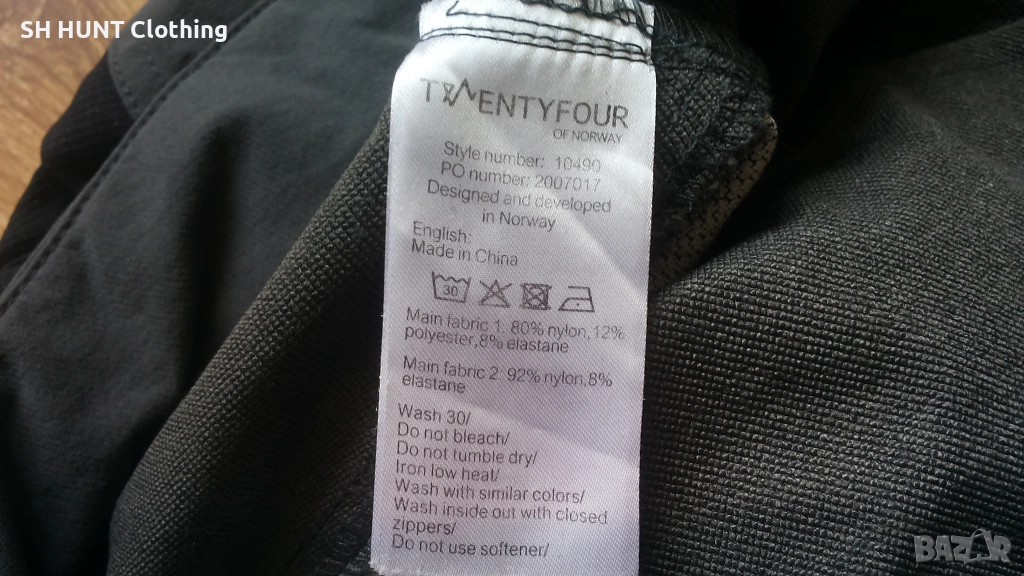 SH HUNT Clothing
TWENTYFOUR
OF NORWAY
Style number: 10490
PO number: 2007017
Designed and developed
in Norway
English:
Made in China
30
Main fabric 1: 80% nylon,12%
polyester,8% elastane
Main fabric 2: 92% nylon,8%
elastane
Wash 30/
Do not bleach/
Do not tumble dry/
Iron low heat/
Wash with similar colors/
Wash inside out with closed
zippers/
Do not use softener/
BAZAR